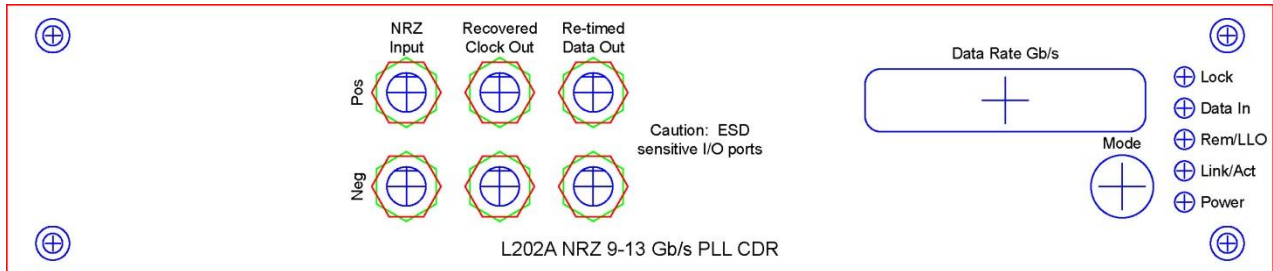 NRZ
Input
Recovered
Clock Out
Re-timed
Data Out
Pos
Neg
Caution:  ESD
sensitive I/O ports
Data Rate Gb/s
Mode
Lock
Data In
Rem/LLO
Link/Act
Power
L202A NRZ 9-13 Gb/s PLL CDR